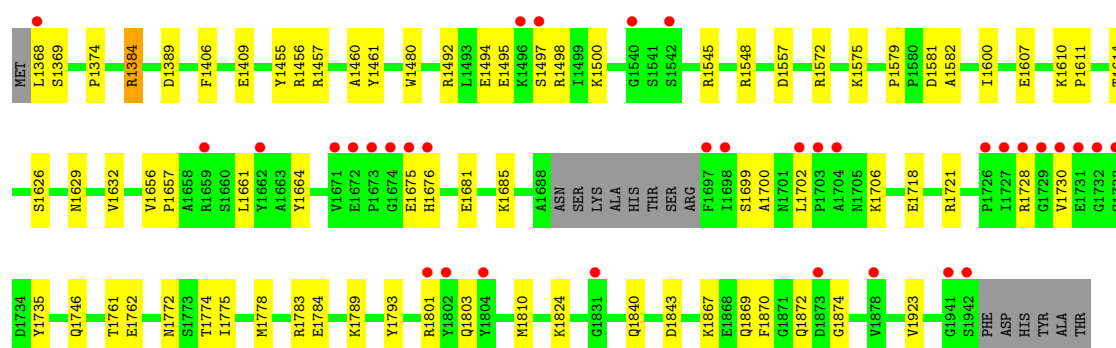 MET L1368 S1369 P1374 R1384 D1389 F1406 E1409 Y1455 R1456 R1457 A1460 Y1461 W1480 R1492 L1493 E1494 E1495 K1496 S1497 R1498 I1499 K1500 G1540 S1541 S1542 R1545 R1548 D1557 R1572 K1575 P1579 P1580 D1581 A1582 I1600 E1607 K1610 P1611
S1626 N1629 V1632 V1656 P1657 A1658 R1659 S1660 L1661 Y1662 A1663 Y1664 V1671 E1672 P1673 G1674 E1675 H1676 E1681 K1685 A1688 ASN SER LYS ALA HIS THR SER ARG F1697 I1698 S1699 A1700 N1701 L1702 P1703 A1704 N1705 K1706 E1718 R1721 P1726 I1727 R1728 G1729 V1730 E1731 G1732
D1734 Y1735 Q1746 T1761 E1762 N1772 S1773 T1774 I1775 M1778 R1783 E1784 K1789 Y1793 R1801 Y1802 Q1803 Y1804 M1810 K1824 G1831 Q1840 D1843 K1867 E1868 Q1869 F1870 G1871 Q1872 D1873 G1874 V1878 V1923 G1941 S1942 PHE ASP HIS TYR ALA THR